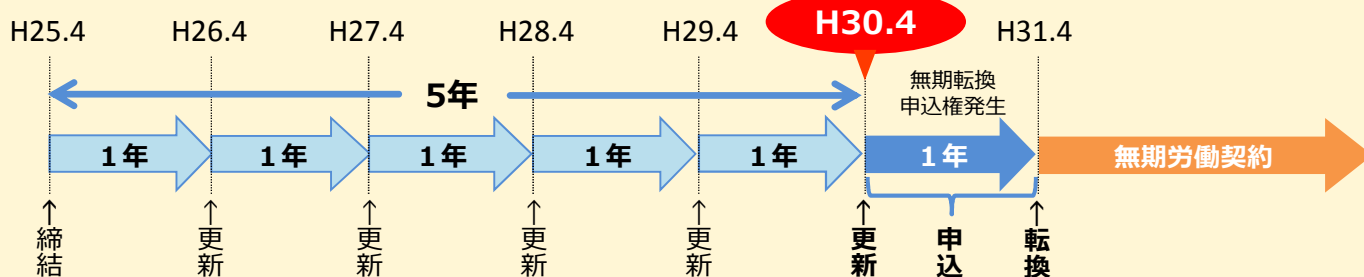 H25.4 H26.4 H27.4 H28.4 H29.4 H30.4 H31.4
5年
無期転換
申込権発生
1年 1年 1年 1年 1年 1年 無期労働契約
↑締結 ↑更新 ↑更新 ↑更新 ↑更新 ↑更新 申込 ↑転換